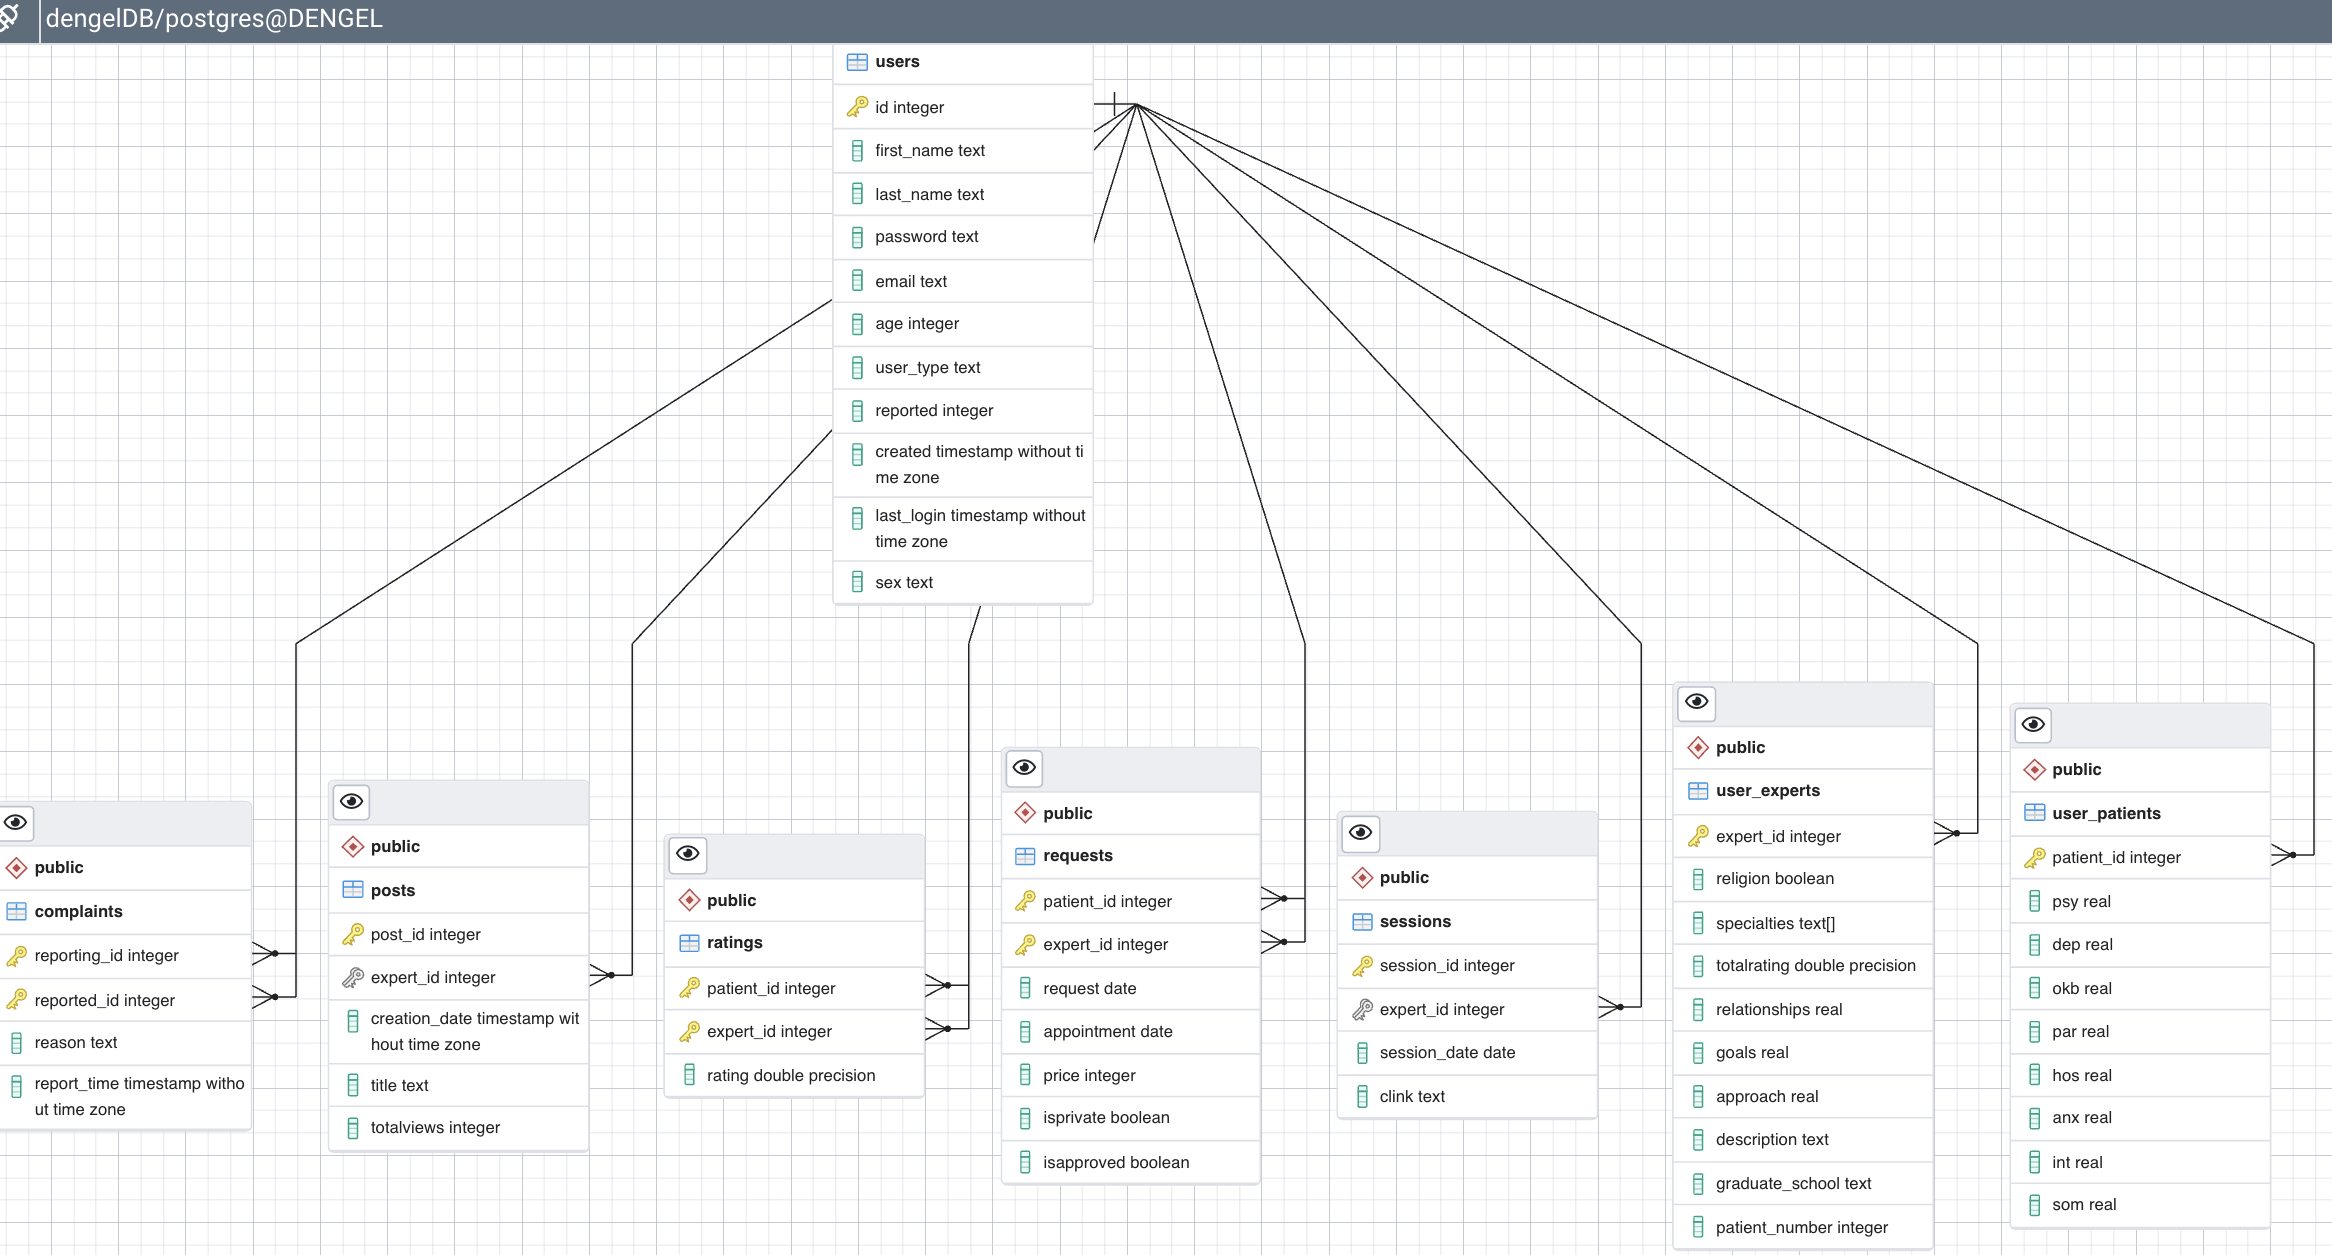 dengelDB/postgres@DENGEL
users
id integer
first_name text
last_name text
password text
email text
age integer
user_type text
reported integer
created timestamp without ti
me zone
last_login timestamp without
time zone
sex text
public
complaints
reporting_id integer
reported_id integer
reason text
report_time timestamp witho
ut time zone
public
posts
post_id integer
expert_id integer
creation_date timestamp wit
hout time zone
title text
totalviews integer
public
ratings
patient_id integer
expert_id integer
rating double precision
public
requests
patient_id integer
expert_id integer
request date
appointment date
price integer
isprivate boolean
isapproved boolean
public
sessions
session_id integer
expert_id integer
session_date date
clink text
public
user_experts
expert_id integer
religion boolean
specialties text[]
totalrating double precision
relationships real
goals real
approach real
description text
graduate_school text
patient_number integer
public
user_patients
patient_id integer
psy real
dep real
okb real
par real
hos real
anx real
int real
som real